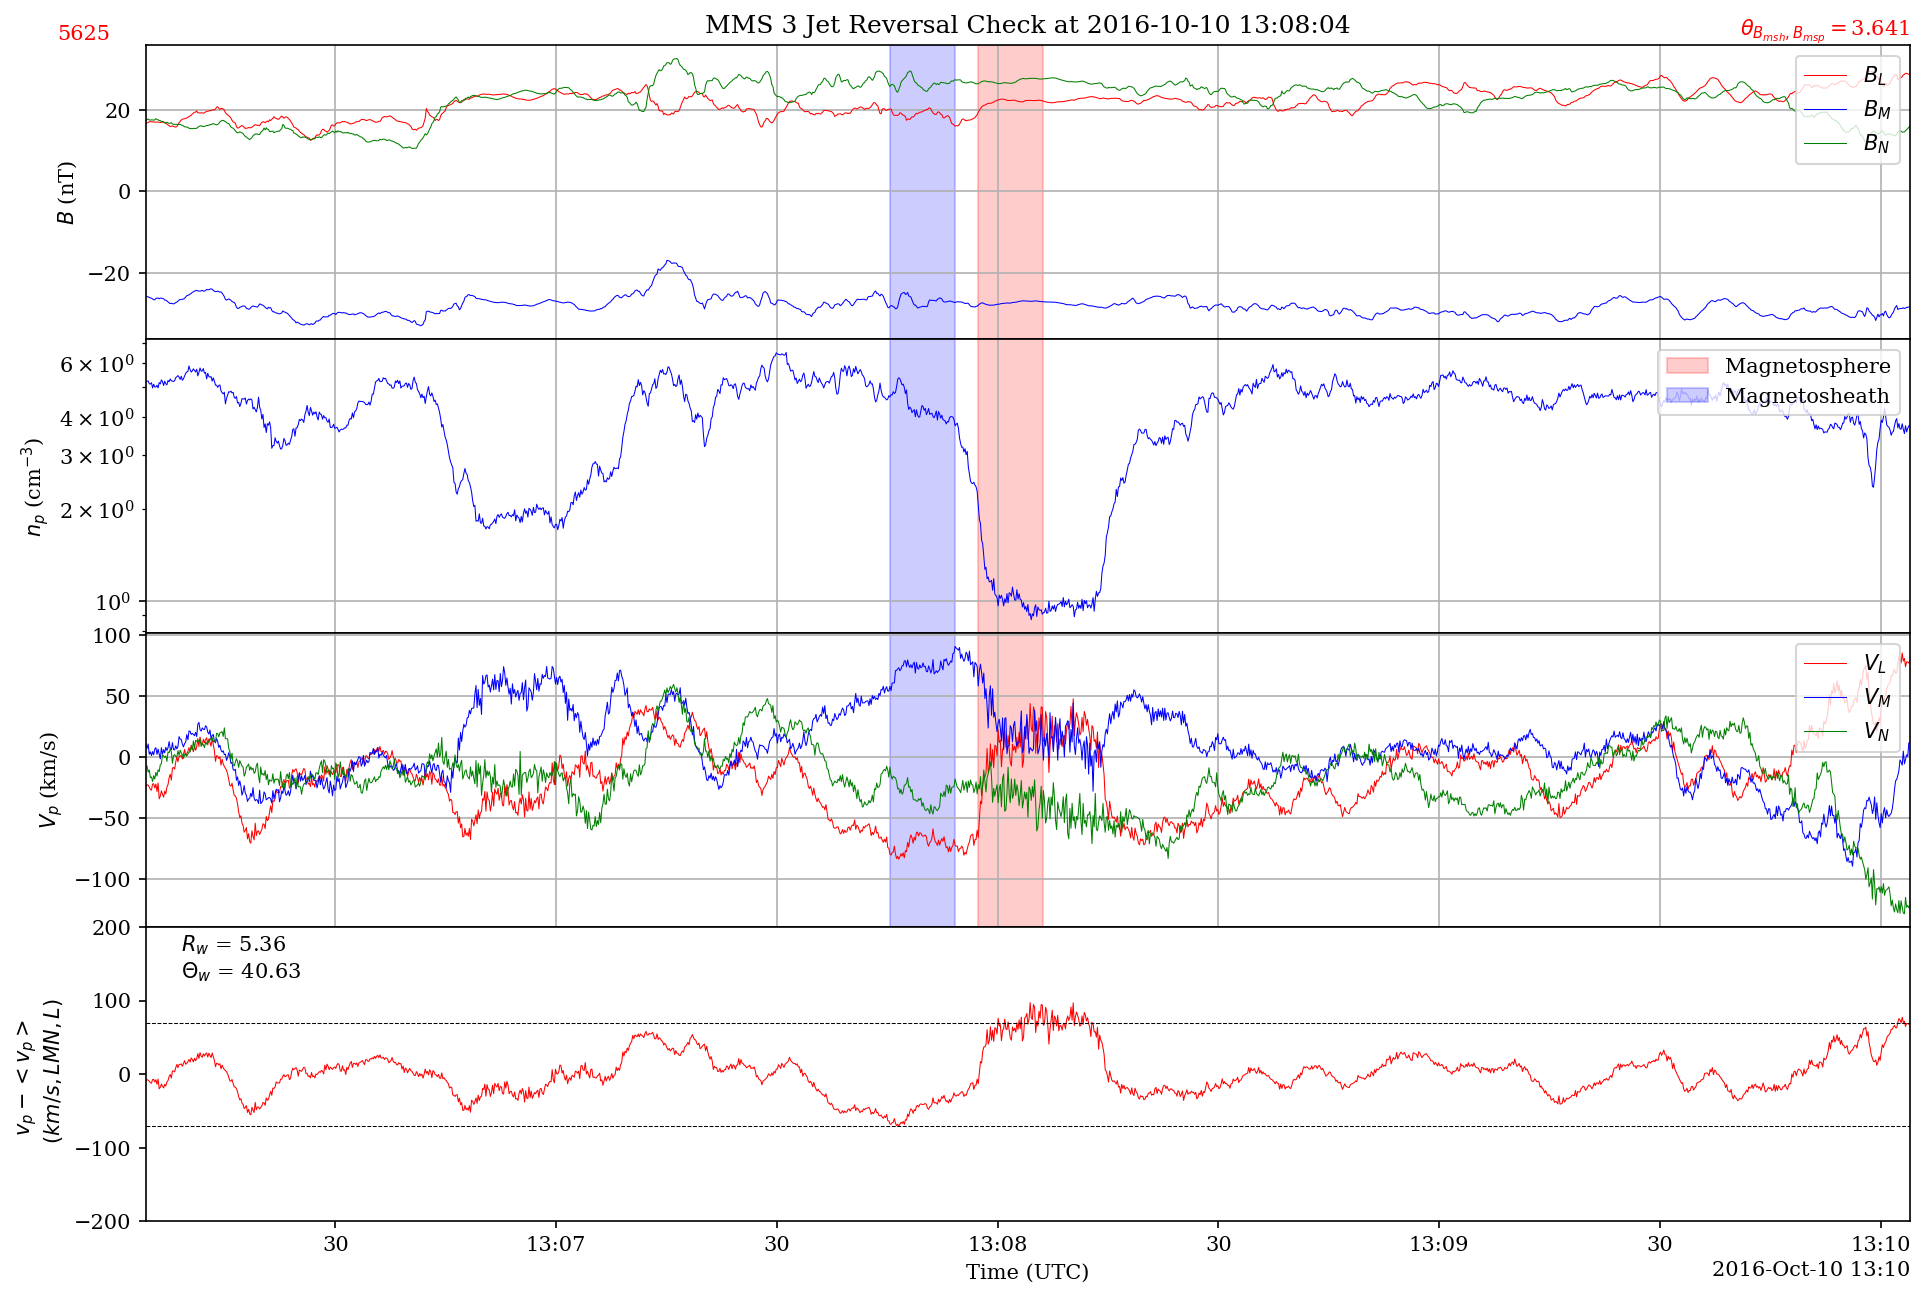 5625
MMS 3 Jet Reversal Check at 2016-10-10 13:08:04
θ_{B_{msh}, B_{msp}} = 3.641
B (nT)
20
0
−20
B_L
B_M
B_N
n_p (cm^{−3})
6 × 10^0
4 × 10^0
3 × 10^0
2 × 10^0
10^0
Magnetosphere
Magnetosheath
V_p (km/s)
100
50
0
−50
−100
V_L
V_M
V_N
v_p − < v_p >
(km/s, LMN, L)
200
100
0
−100
−200
R_w = 5.36
Θ_w = 40.63
30 13:07 30 13:08 30 13:09 30 13:10
Time (UTC)
2016-Oct-10 13:10